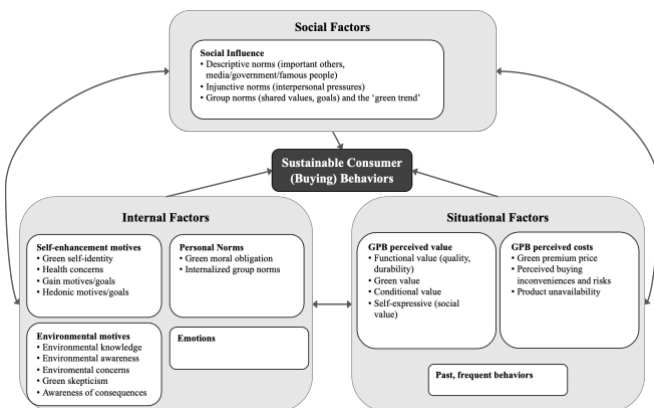 Social Factors
Social Influence
• Descriptive norms (important others,
media/government/famous people)
• Injunctive norms (interpersonal pressures)
• Group norms (shared values, goals) and the ‘green trend’
Sustainable Consumer
(Buying) Behaviors
Internal Factors
Self-enhancement motives
• Green self-identity
• Health concerns
• Gain motives/goals
• Hedonic motives/goals
Personal Norms
• Green moral obligation
• Internalized group norms
Environmental motives
• Environmental knowledge
• Environmental awareness
• Enviromental concerns
• Green skepticism
• Awareness of consequences
Emotions
Situational Factors
GPB perceived value
• Functional value (quality,
durability)
• Green value
• Conditional value
• Self-expressive (social
value)
GPB perceived costs
• Green premium price
• Perceived buying
inconveniences and risks
• Product unavailability
Past, frequent behaviors